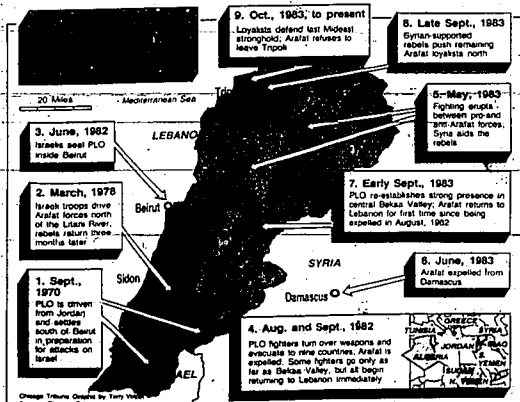 9. Oct., 1983, to present
Loyalists defend last Mideast
stronghold; Arafat refuses to
leave Tripoli
8. Late Sept., 1983
Syrian-supported
rebels push remaining
Arafat loyalists north
20 Miles
Mediterranean Sea
5. May, 1983
Fighting erupts
between pro-and
anti-Arafat forces;
Syria aids the
rebels
3. June, 1982
Israelis seal PLO
inside Beirut
LEBANO
2. March, 1978
Israeli troops drive
Arafat forces north
of the Litani River,
rebels return three
months later
Beirut
7. Early Sept., 1983
PLO re-establishes strong presence in
central Bekaa Valley; Arafat returns to
Lebanon for first time since being
expelled in August, 1982
SYRIA
6. June, 1983
Arafat expelled from
Damascus
Sidon
Damascus
1. Sept.,
1970
PLO is driven
from Jordan
and settles
south of Beirut
in preparation
for attacks on
Israel
AEL
4. Aug. and Sept., 1982
PLO fighters turn over weapons and
evacuate to nine countries; Arafat is
expelled. Some fighters go only as
far as Bekaa Valley, but all begin
returning to Lebanon immediately
GREECE
TUNISIA
SYRIA
JORDAN
IRAQ
ALGERIA
S.
YEMEN
SUDAN
N. YEMEN
Chicago Tribune Graphic by Terry